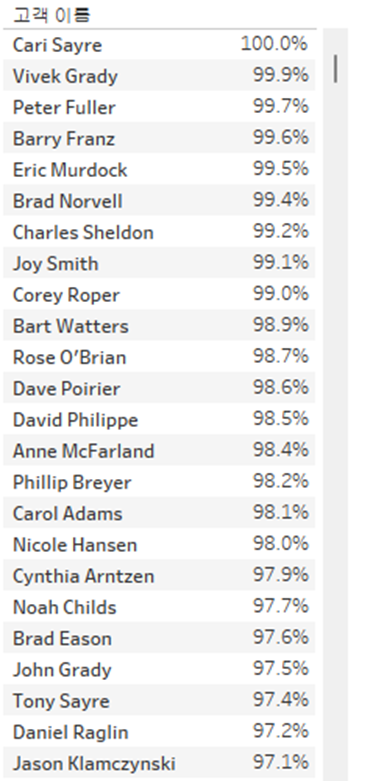 고객 이름
Cari Sayre 100.0%
Vivek Grady 99.9%
Peter Fuller 99.7%
Barry Franz 99.6%
Eric Murdock 99.5%
Brad Norvell 99.4%
Charles Sheldon 99.2%
Joy Smith 99.1%
Corey Roper 99.0%
Bart Watters 98.9%
Rose O’Brian 98.7%
Dave Poirier 98.6%
David Philippe 98.5%
Anne McFarland 98.4%
Phillip Breyer 98.2%
Carol Adams 98.1%
Nicole Hansen 98.0%
Cynthia Arntzen 97.9%
Noah Childs 97.7%
Brad Eason 97.6%
John Grady 97.5%
Tony Sayre 97.4%
Daniel Raglin 97.2%
Jason Klamczynski 97.1%